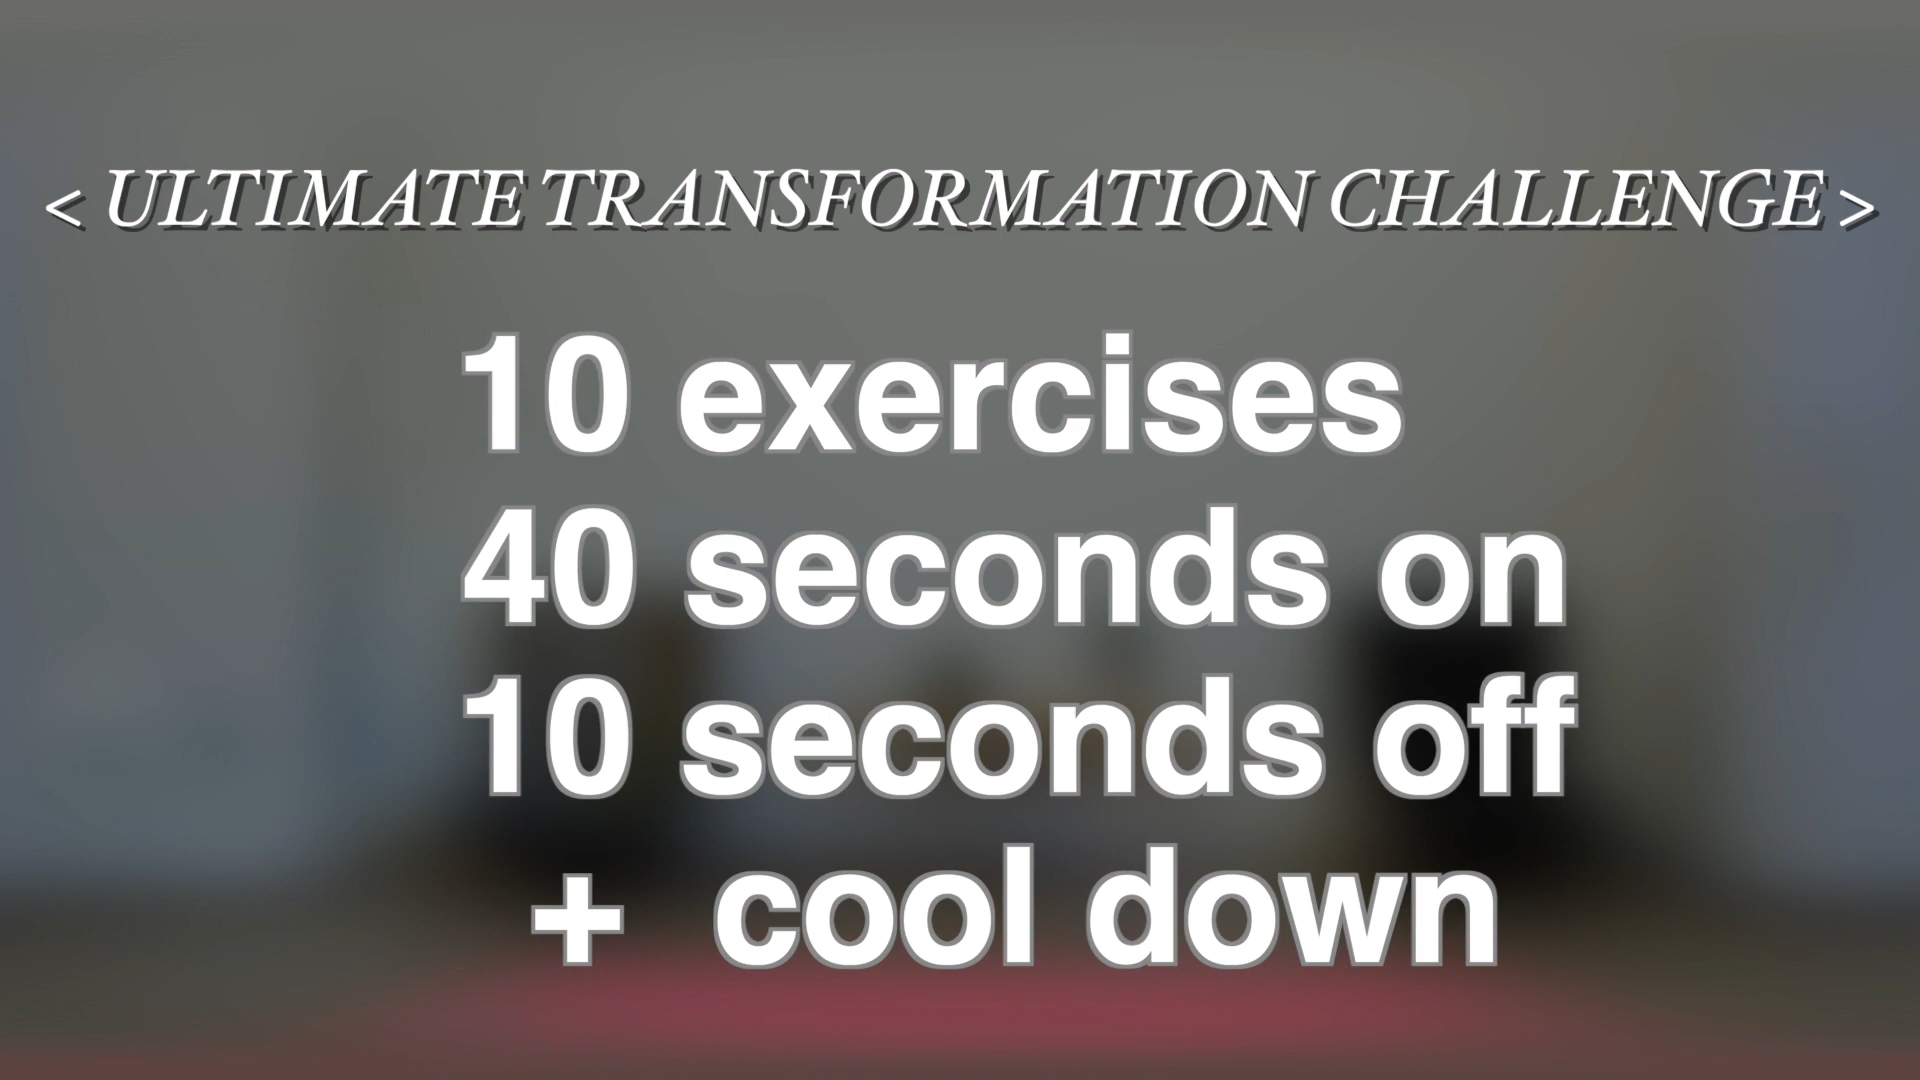 < ULTIMATE TRANSFORMATION CHALLENGE >
10 exercises
40 seconds on
10 seconds off
+ cool down